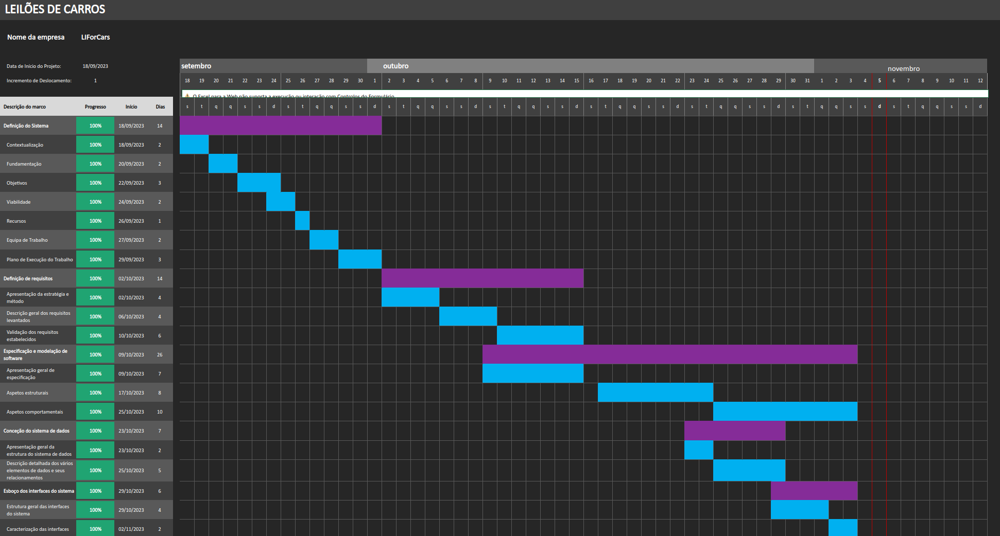 LEILÕES DE CARROS
Nome da empresa LIForCars
Data de Início do Projeto: 18/09/2023
Incremento de Deslocamento: 1
setembro outubro novembro
18 19 20 21 22 23 24 25 26 27 28 29 30 1 2 3 4 5 6 7 8 9 10 11 12 13 14 15 16 17 18 19 20 21 22 23 24 25 26 27 28 29 30 31 1 2 3 4 5 6 7 8 9 10 11 12
O Excel para a Web não suporta a execução ou interação com Controlos do Formulário
Descrição do marco Progresso Início Dias s t q q s s d s t q q s s d s t q q s s d s t q q s s d s t q q s s d s t q q s s d s t q q s s d s t q q s s d
Definição do Sistema 100% 18/09/2023 14
Contextualização 100% 18/09/2023 2
Fundamentação 100% 20/09/2023 2
Objetivos 100% 22/09/2023 3
Viabilidade 100% 24/09/2023 2
Recursos 100% 26/09/2023 1
Equipa de Trabalho 100% 27/09/2023 2
Plano de Execução do Trabalho 100% 29/09/2023 3
Definição de requisitos 100% 02/10/2023 14
Apresentação da estratégia e
método 100% 02/10/2023 4
Descrição geral dos requisitos
levantados 100% 06/10/2023 4
Validação dos requisitos
estabelecidos 100% 10/10/2023 6
Especificação e modelação de
software 100% 09/10/2023 26
Apresentação geral de
especificação 100% 09/10/2023 7
Aspetos estruturais 100% 17/10/2023 8
Aspetos comportamentais 100% 25/10/2023 10
Conceção do sistema de dados 100% 23/10/2023 7
Apresentação geral da
estrutura do sistema de dados 100% 23/10/2023 2
Descrição detalhada dos vários
elementos de dados e seus 100% 25/10/2023 5
relacionamentos
Esboço dos interfaces do sistema 100% 29/10/2023 6
Estrutura geral das interfaces
do sistema 100% 29/10/2023 4
Caracterização das interfaces 100% 02/11/2023 2